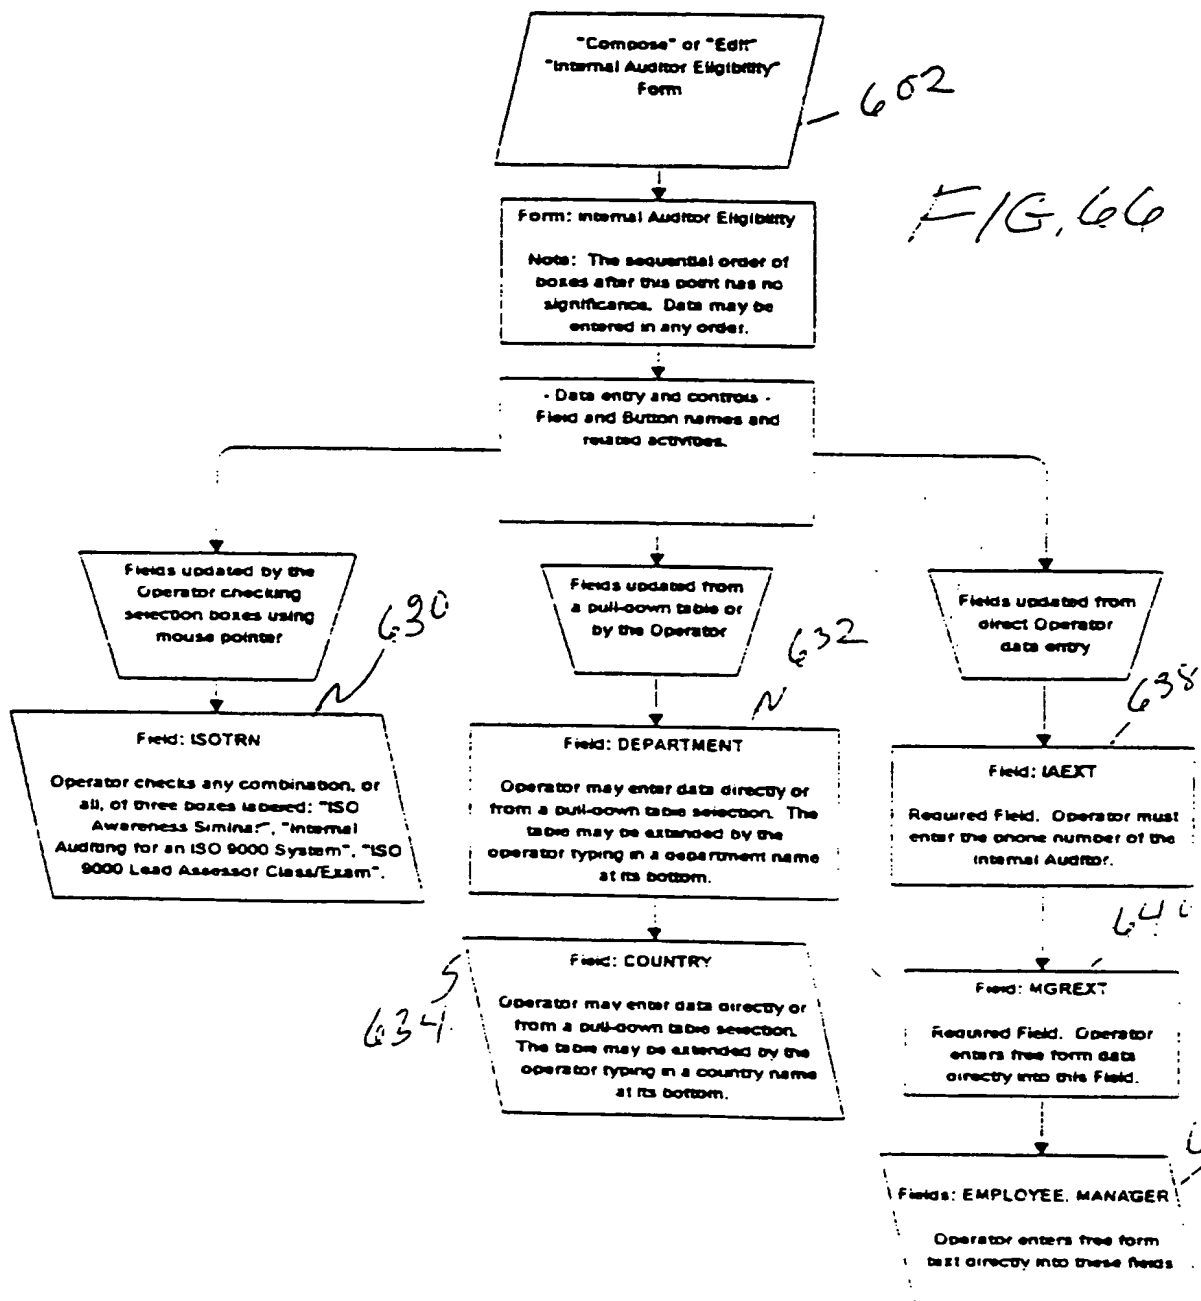 "Compose" or "Edit"
"Internal Auditor Eligibility"
Form
602
FIG. 66
Form: Internal Auditor Eligibility
Note: The sequential order of
boxes after this point has no
significance. Data may be
entered in any order.
- Data entry and controls -
Field and Button names and
related activities.
Fields updated by the
Operator checking
selection boxes using
mouse pointer
630
Fields updated from
a pull-down table or
by the Operator
632
Fields updated from
direct Operator
data entry
638
Field: ISOTRN
Operator checks any combination, or
all, of three boxes labeled: "ISO
Awareness Siminar", "Internal
Auditing for an ISO 9000 System", "ISO
9000 Lead Assessor Class/Exam".
Field: DEPARTMENT
Operator may enter data directly or
from a pull-down table selection. The
table may be extended by the
operator typing in a department name
at its bottom.
Field: IAEXT
Required Field. Operator must
enter the phone number of the
Internal Auditor.
634
Field: COUNTRY
Operator may enter data directly or
from a pull-down table selection.
The table may be extended by the
operator typing in a country name
at its bottom.
Field: MGREXT
Required Field. Operator
enters free form data
directly into this Field.
Fields: EMPLOYEE, MANAGER
Operator enters free form
text directly into these fields